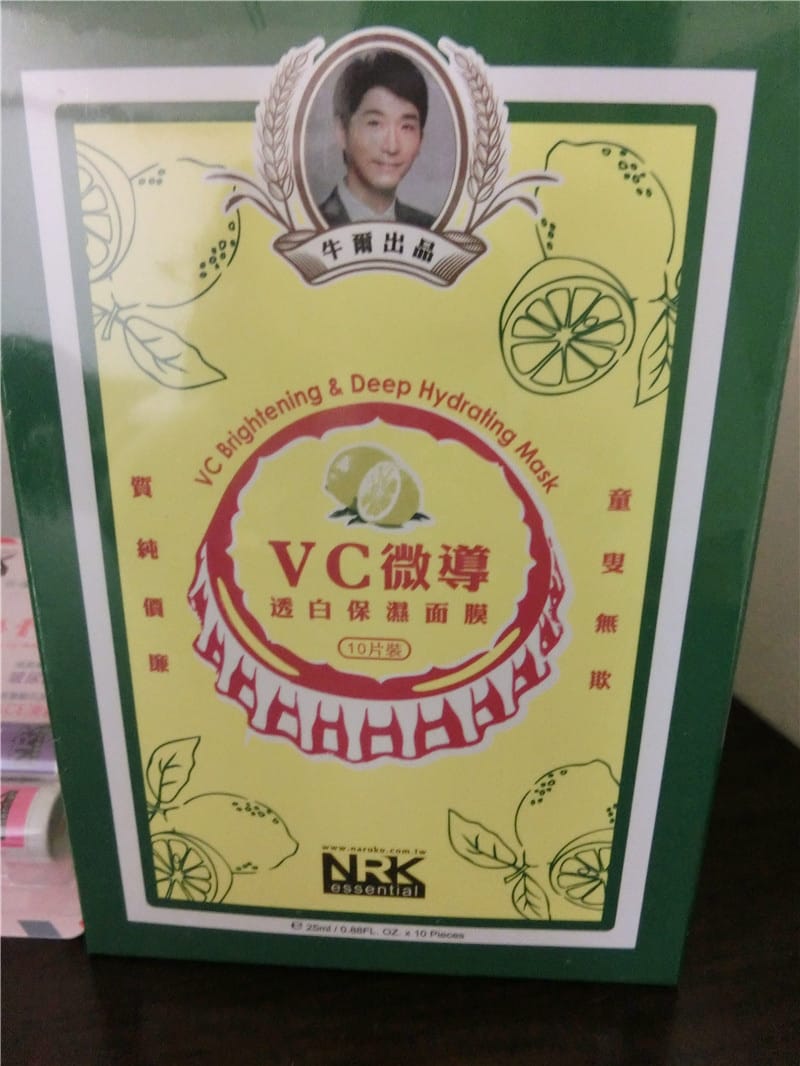 牛爾出品
VC Brightening & Deep Hydrating Mask
質純價廉
童叟無欺
VC微導
透白保濕面膜
10片裝
www.naroko.com.tw
NRK
essential
℮ 25ml / 0.88FL. OZ. x 10 Pieces